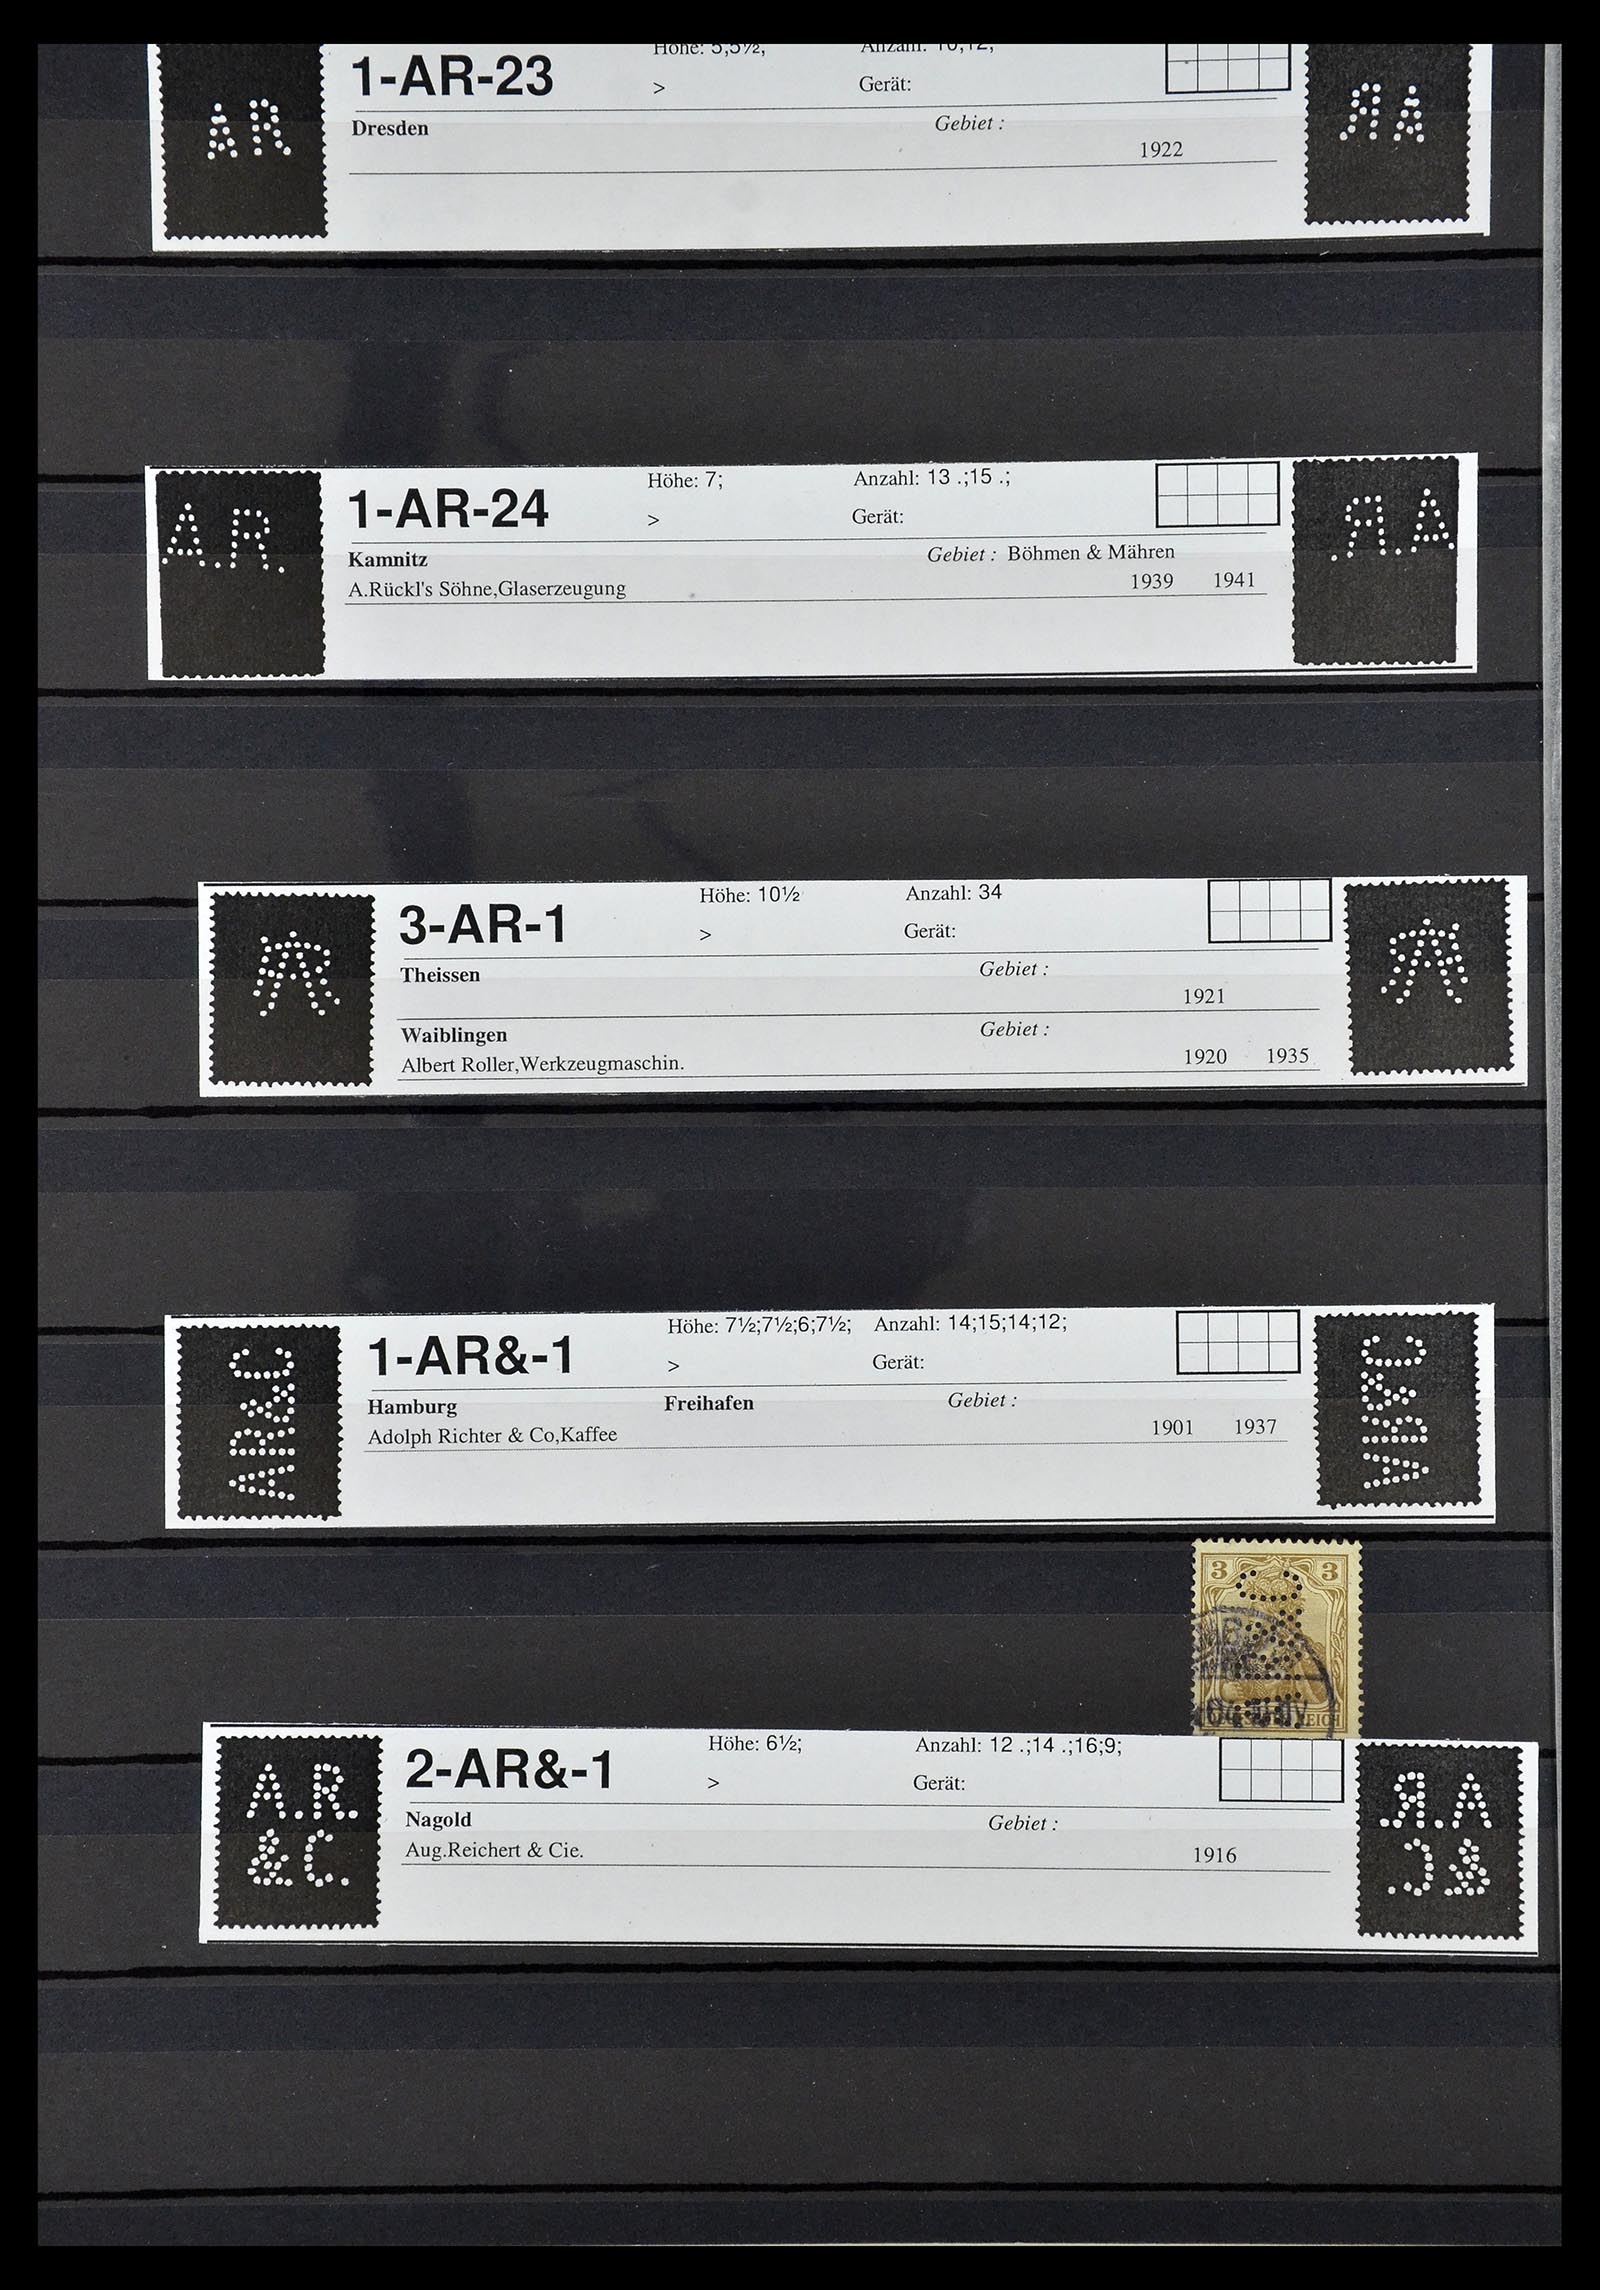 AR
1-AR-23
Höhe: 5,5½,
Anzahl: 10,12,
>
Gerät:
Dresden
Gebiet :
1922
AR
A.R.
1-AR-24
Höhe: 7;
Anzahl: 13 .;15 .;
>
Gerät:
Kamnitz
Gebiet : Böhmen & Mähren
A.Rückl's Söhne,Glaserzeugung
1939 1941
A.R.
AR
3-AR-1
Höhe: 10½
Anzahl: 34
>
Gerät:
Theissen
Gebiet :
1921
Waiblingen
Gebiet :
Albert Roller,Werkzeugmaschin.
1920 1935
AR
AR&C
1-AR&-1
Höhe: 7½;7½;6;7½;
Anzahl: 14;15;14;12;
>
Gerät:
Hamburg Freihafen
Gebiet :
Adolph Richter & Co,Kaffee
1901 1937
AR&C
3 3
A.R.
&C.
2-AR&-1
Höhe: 6½;
Anzahl: 12 .;14 .;16;9;
>
Gerät:
Nagold
Gebiet :
Aug.Reichert & Cie.
1916
A.R.
&C.